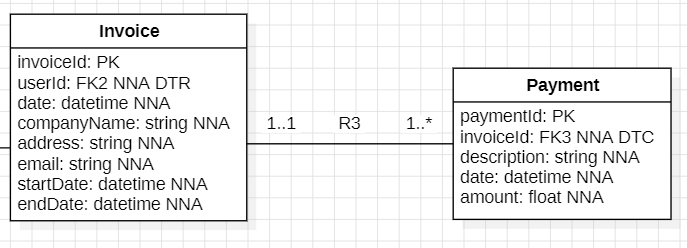 Invoice
invoiceId: PK
userId: FK2 NNA DTR
date: datetime NNA
companyName: string NNA
address: string NNA
email: string NNA
startDate: datetime NNA
endDate: datetime NNA
1..1 R3 1..*
Payment
paymentId: PK
invoiceId: FK3 NNA DTC
description: string NNA
date: datetime NNA
amount: float NNA